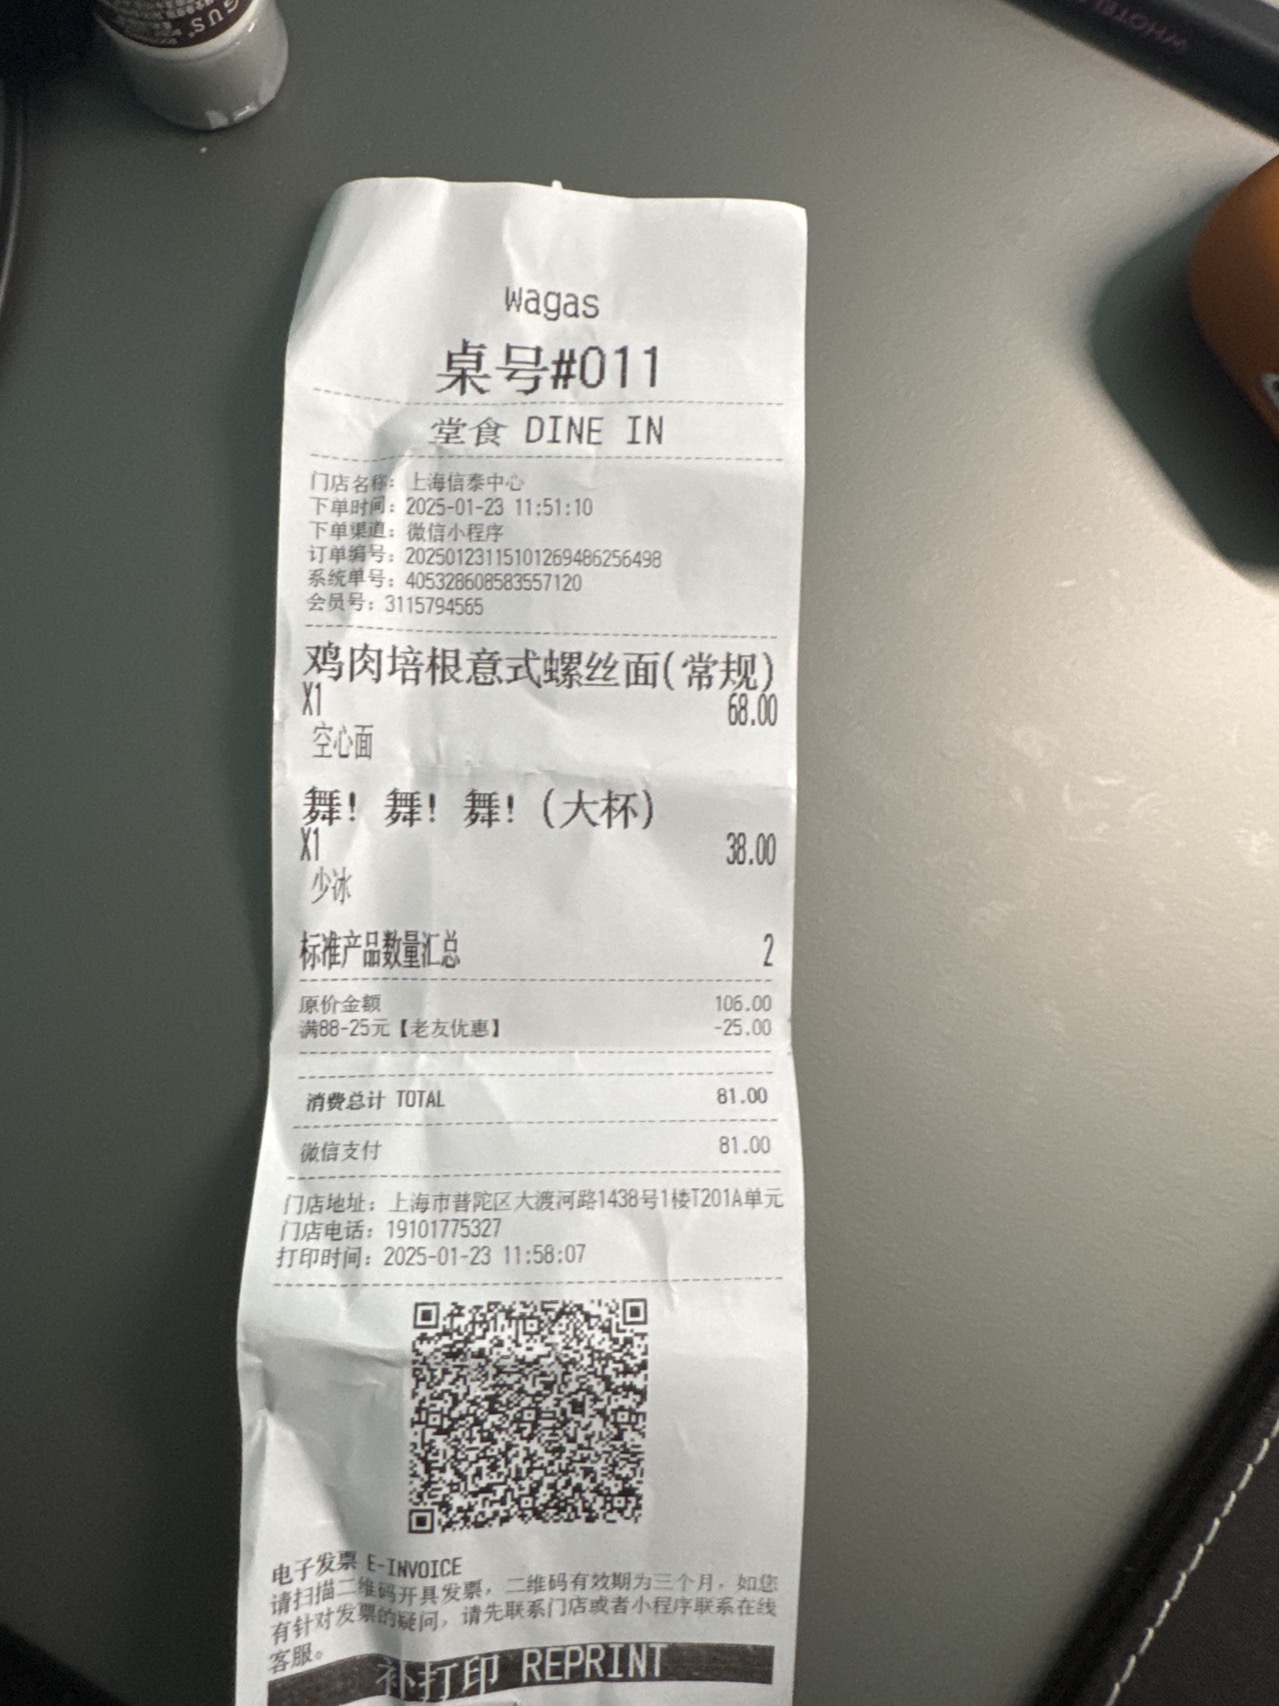 GUS'
WHOTEL
Wagas
桌号#011
堂食 DINE IN
门店名称：上海信泰中心
下单时间：2025-01-23 11:51:10
下单渠道：微信小程序
订单编号：20250123115101269486256498
系统单号：405328608583557120
会员号：3115794565
鸡肉培根意式螺丝面(常规)
X1 68.00
空心面
舞！舞！舞！(大杯)
X1 38.00
少冰
标准产品数量汇总 2
原价金额 106.00
满88-25元【老友优惠】 -25.00
消费总计 TOTAL 81.00
微信支付 81.00
门店地址：上海市普陀区大渡河路1438号1楼T201A单元
门店电话：19101775327
打印时间：2025-01-23 11:58:07
电子发票 E-INVOICE
请扫描二维码开具发票，二维码有效期为三个月，如您
有针对发票的疑问，请先联系门店或者小程序联系在线
客服。
补打印 REPRINT